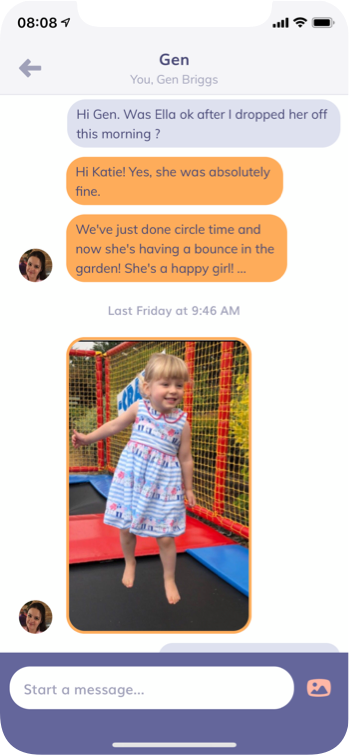 08:08
Gen
You, Gen Briggs
Hi Gen. Was Ella ok after I dropped her off
this morning ?
Hi Katie! Yes, she was absolutely
fine.
We've just done circle time and
now she's having a bounce in the
garden! She's a happy girl! ...
Last Friday at 9:46 AM
Start a message...